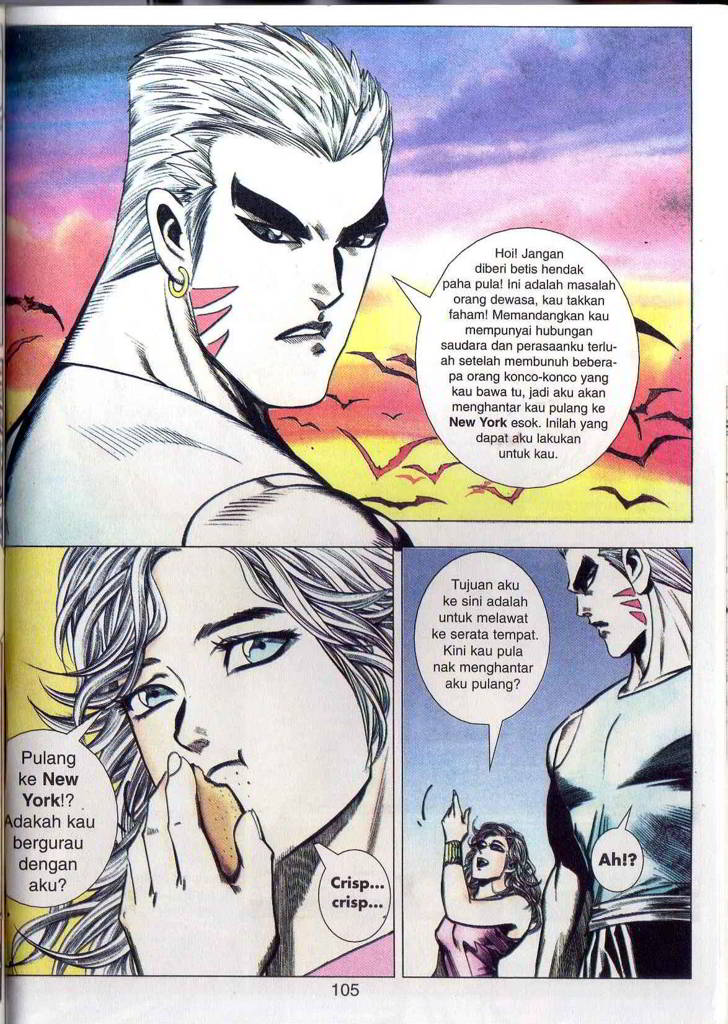 Hoi! Jangan
diberi betis hendak
paha pula! Ini adalah masalah
orang dewasa, kau takkan
faham! Memandangkan kau
mempunyai hubungan
saudara dan perasaanku terlu-
ah setelah membunuh bebera-
pa orang konco-konco yang
kau bawa tu, jadi aku akan
menghantar kau pulang ke
New York esok. Inilah yang
dapat aku lakukan
untuk kau.
Pulang
ke New
York!?
Adakah kau
bergurau
dengan
aku?
Crisp...
crisp...
Tujuan aku
ke sini adalah
untuk melawat
ke serata tempat.
Kini kau pula
nak menghantar
aku pulang?
Ah!?
105